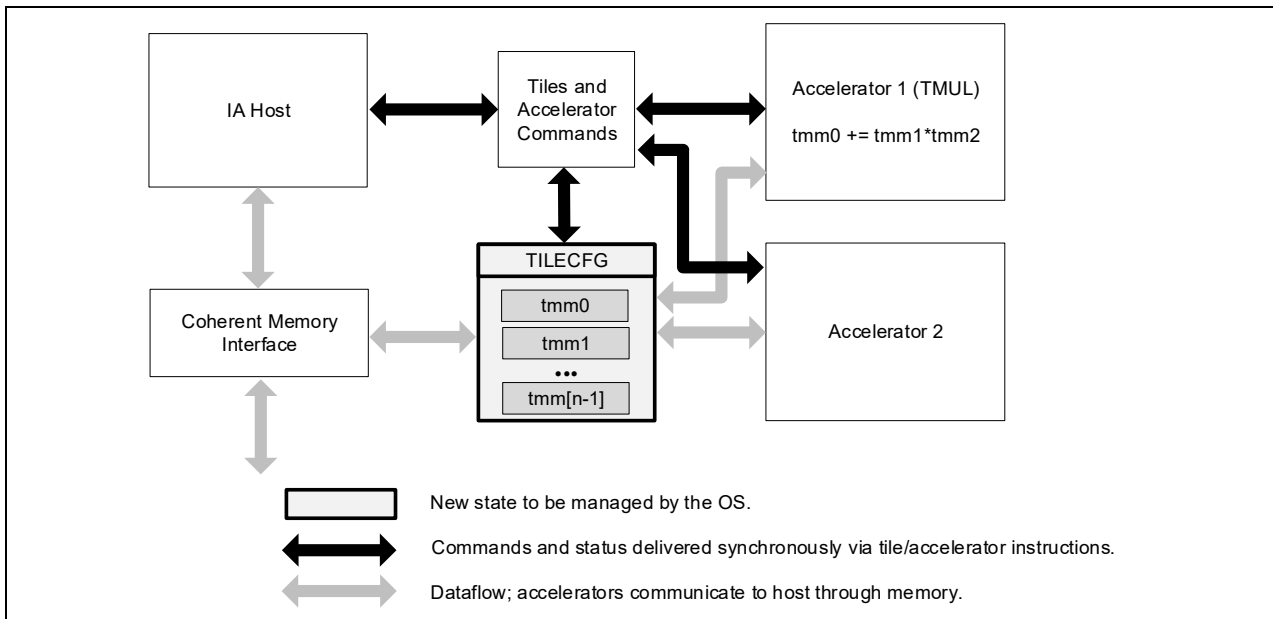 IA Host
Tiles and
Accelerator
Commands
Accelerator 1 (TMUL)
tmm0 += tmm1*tmm2
TILECFG
tmm0
tmm1
•••
tmm[n-1]
Coherent Memory
Interface
Accelerator 2
New state to be managed by the OS.
Commands and status delivered synchronously via tile/accelerator instructions.
Dataflow; accelerators communicate to host through memory.